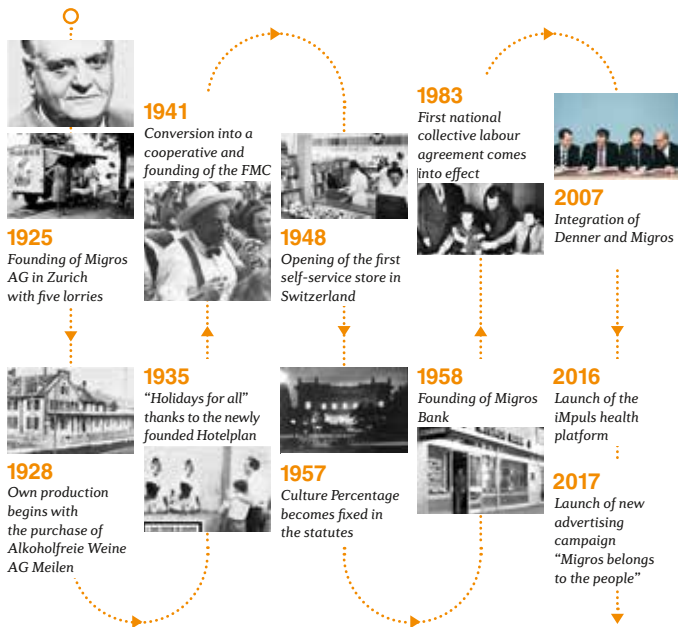 1925
Founding of Migros
AG in Zurich
with five lorries
1928
Own production
begins with
the purchase of
Alkoholfreie Weine
AG Meilen
1935
“Holidays for all”
thanks to the newly
founded Hotelplan
1941
Conversion into a
cooperative and
founding of the FMC
1948
Opening of the first
self-service store in
Switzerland
1957
Culture Percentage
becomes fixed in
the statutes
1958
Founding of Migros
Bank
1983
First national
collective labour
agreement comes
into effect
2007
Integration of
Denner and Migros
2016
Launch of the
iMpuls health
platform
2017
Launch of new
advertising
campaign
“Migros belongs
to the people”